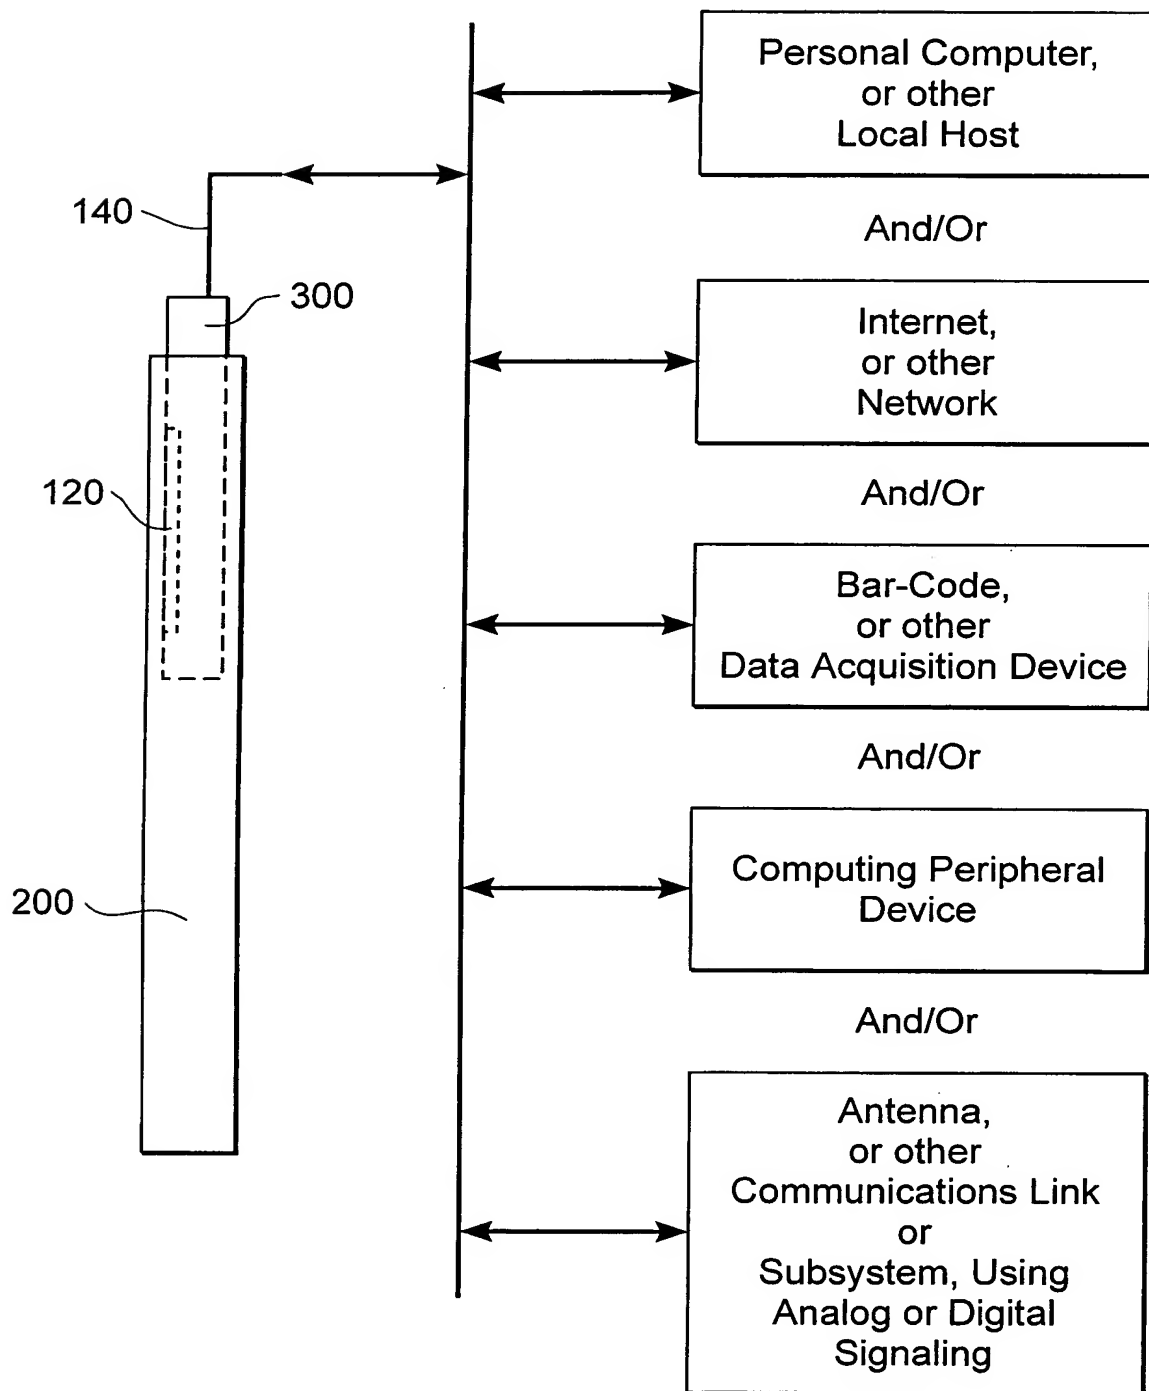 Personal Computer,
or other
Local Host
140
And/Or
300
Internet,
or other
Network
120
And/Or
Bar-Code,
or other
Data Acquisition Device
And/Or
Computing Peripheral
Device
200
And/Or
Antenna,
or other
Communications Link
or
Subsystem, Using
Analog or Digital
Signaling